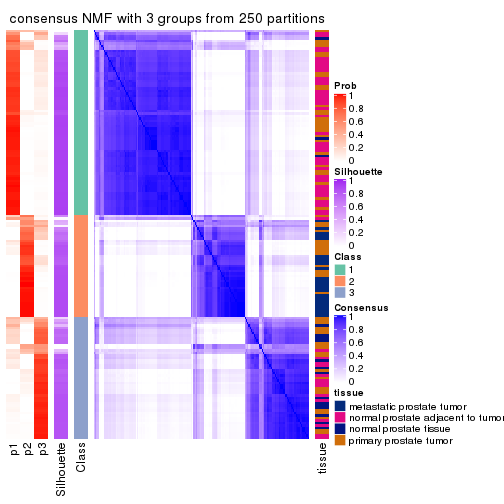 consensus NMF with 3 groups from 250 partitions
Prob
1
0.8
0.6
0.4
0.2
0
Silhouette
1
0.8
0.6
0.4
0.2
0
Class
1
2
3
Consensus
1
0.8
0.6
0.4
0.2
0
tissue
metastatic prostate tumor
normal prostate adjacent to tumor
normal prostate tissue
primary prostate tumor
p1
p2
p3
Silhouette
Class
tissue